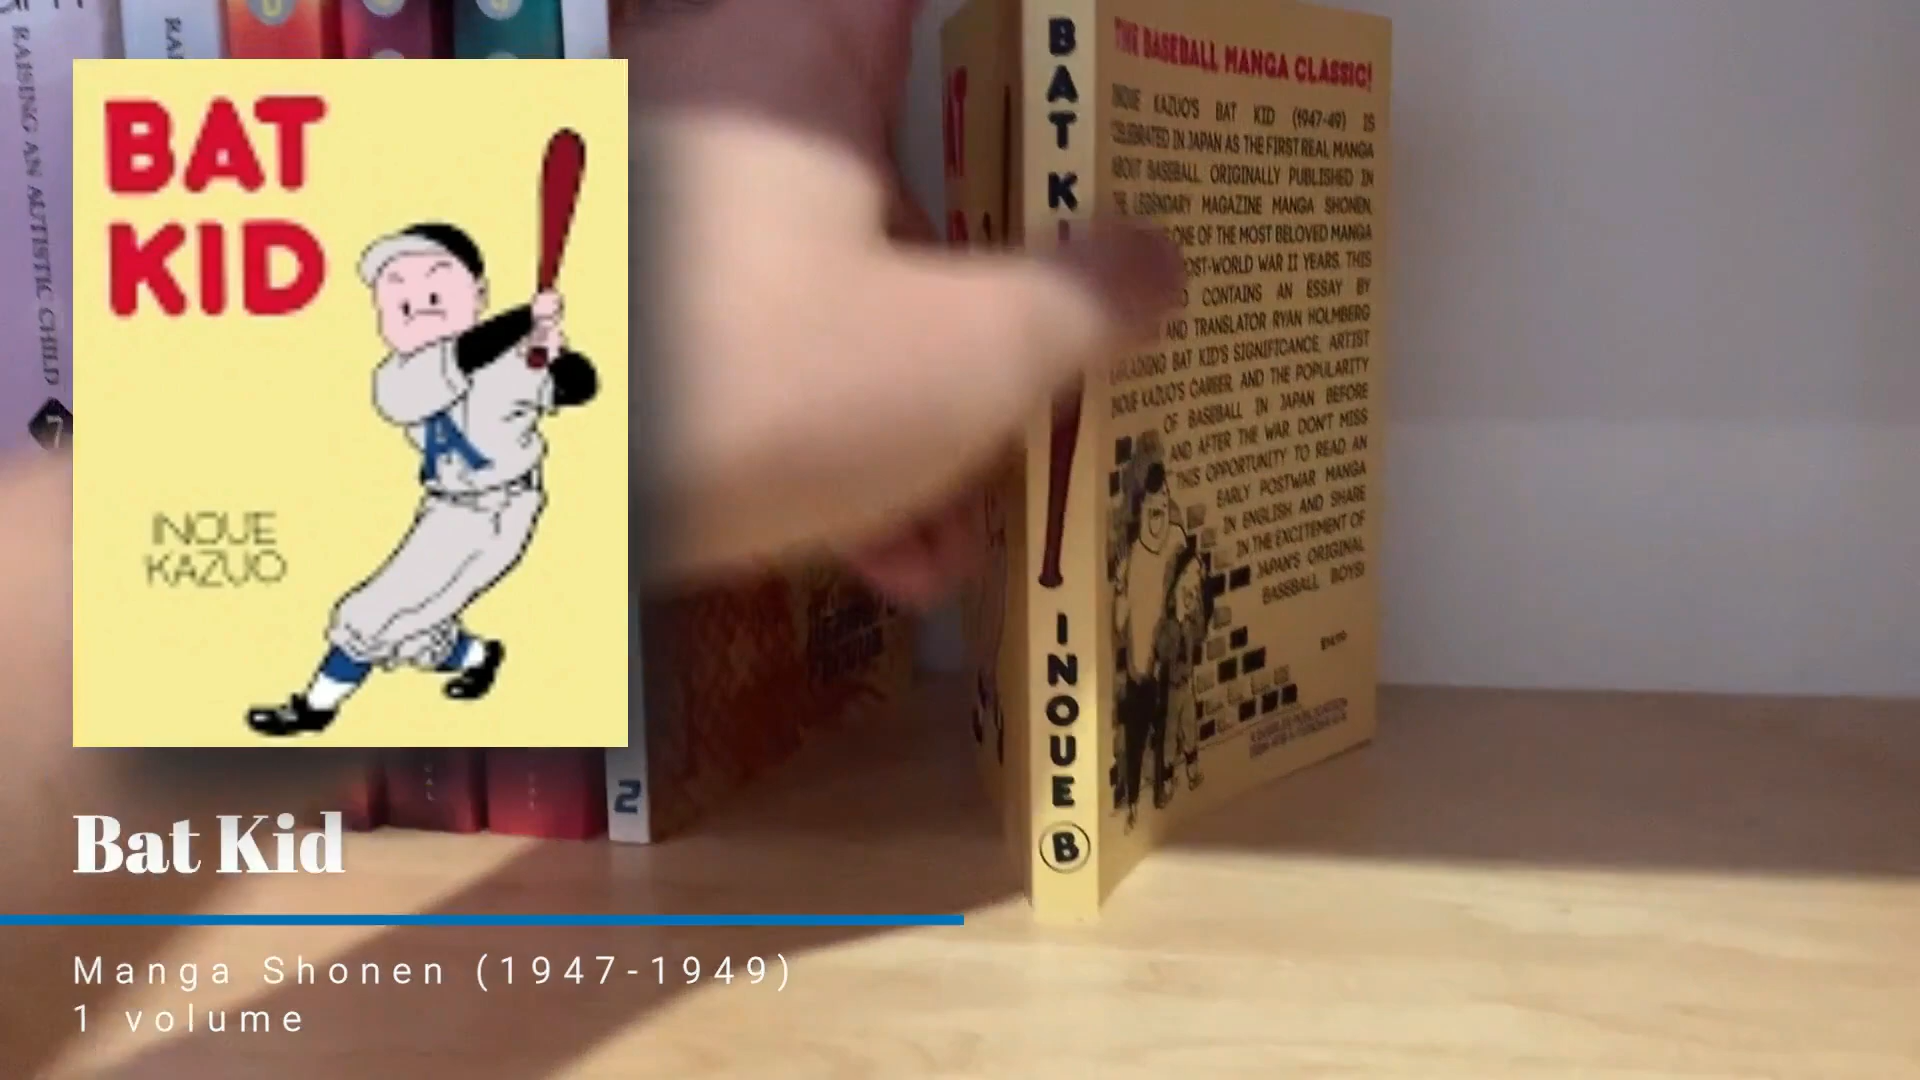 RAISING AN AUTISTIC CHILD
7
BAT
KID
INOUE
KAZUO
2
BAT KI
INOUE
B
THE BASEBALL MANGA CLASSIC!
INOUE KAZUO'S BAT KID (1947-49) IS
CELEBRATED IN JAPAN AS THE FIRST REAL MANGA
ABOUT BASEBALL. ORIGINALLY PUBLISHED IN
THE LEGENDARY MAGAZINE MANGA SHONEN,
ONE OF THE MOST BELOVED MANGA
POST-WORLD WAR II YEARS. THIS
CONTAINS AN ESSAY BY
AND TRANSLATOR RYAN HOLMBERG
EXPLAINING BAT KID'S SIGNIFICANCE, ARTIST
INOUE KAZUO'S CAREER, AND THE POPULARITY
OF BASEBALL IN JAPAN BEFORE
AND AFTER THE WAR. DON'T MISS
THIS OPPORTUNITY TO READ AN
EARLY POSTWAR MANGA
IN ENGLISH AND SHARE
IN THE EXCITEMENT OF
JAPAN'S ORIGINAL
BASEBALL BOYS!
Bat Kid
Manga Shonen (1947-1949)
1 volume